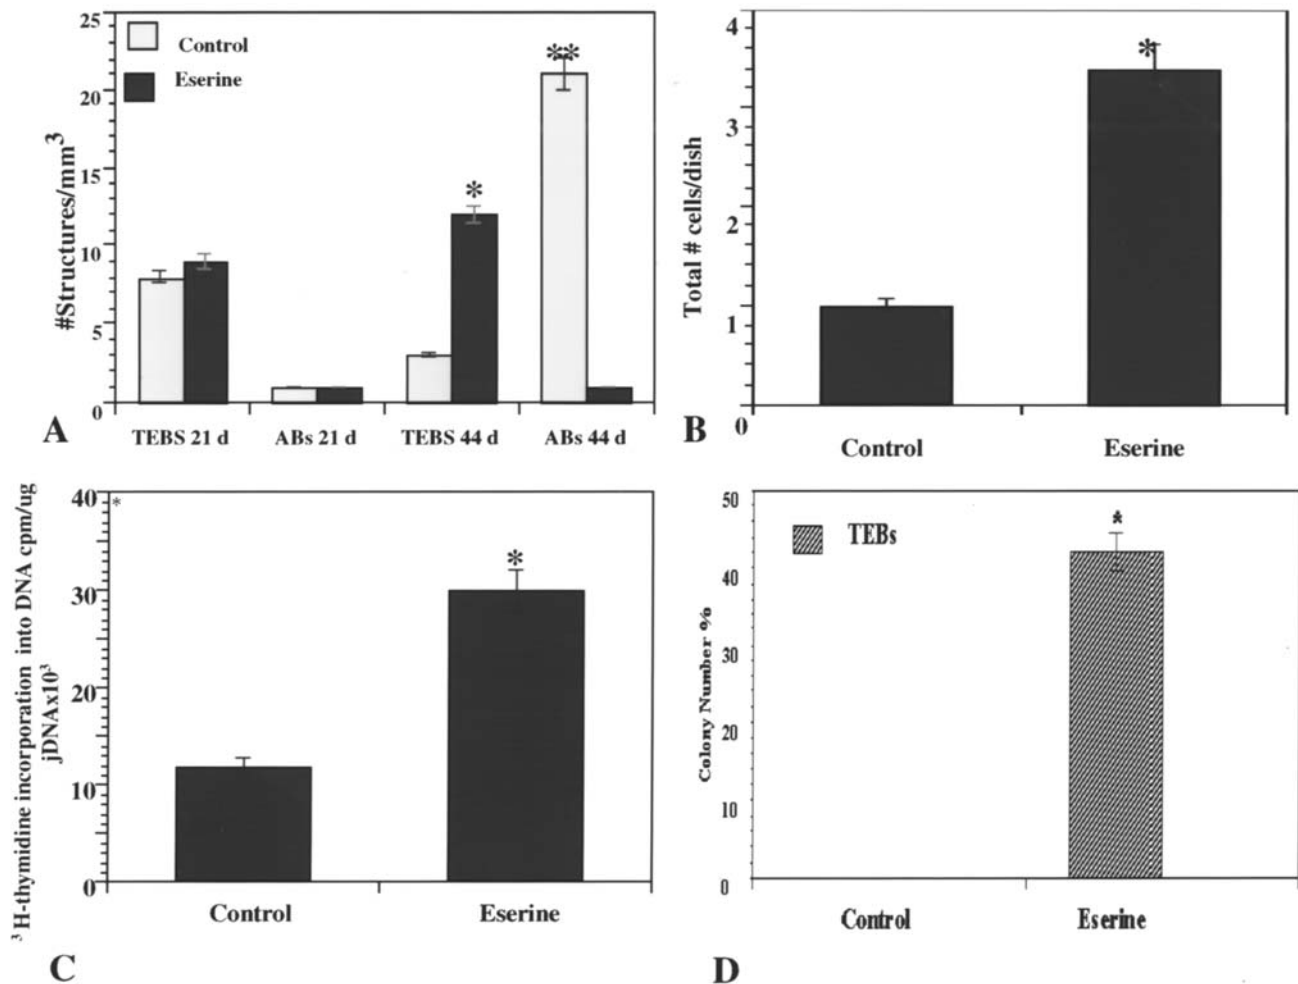 25
20
15
10
5
0
Control
Eserine
#Structures/mm3
**
*
TEBS 21 d ABs 21 d TEBS 44 d ABs 44 d
A
4
3
2
1
0
Total # cells/dish
*
Control Eserine
B
40
30
20
10
0
3 H-thymidine incorporation into DNA cpm/ug
jDNAx103
*
*
Control Eserine
C
50
40
30
20
10
0
Colony Number %
TEBs
*
Control Eserine
D